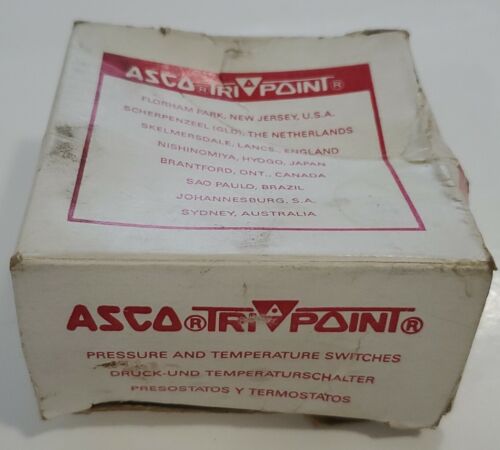 ASCO® TRI POINT®
FLORHAM PARK, NEW JERSEY, U.S.A.
SCHERPENZEEL (GLD), THE NETHERLANDS
SKELMERSDALE, LANCS., ENGLAND
NISHINOMIYA, HYOGO, JAPAN
BRANTFORD, ONT., CANADA
SAO PAULO, BRAZIL
JOHANNESBURG, S.A.
SYDNEY, AUSTRALIA
ASCO® TRI POINT®
PRESSURE AND TEMPERATURE SWITCHES
DRUCK-UND TEMPERATURSCHALTER
PRESOSTATOS Y TERMOSTATOS